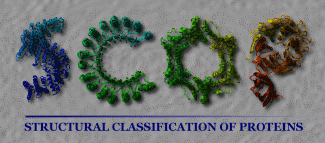 SCOP
STRUCTURAL CLASSIFICATION OF PROTEINS